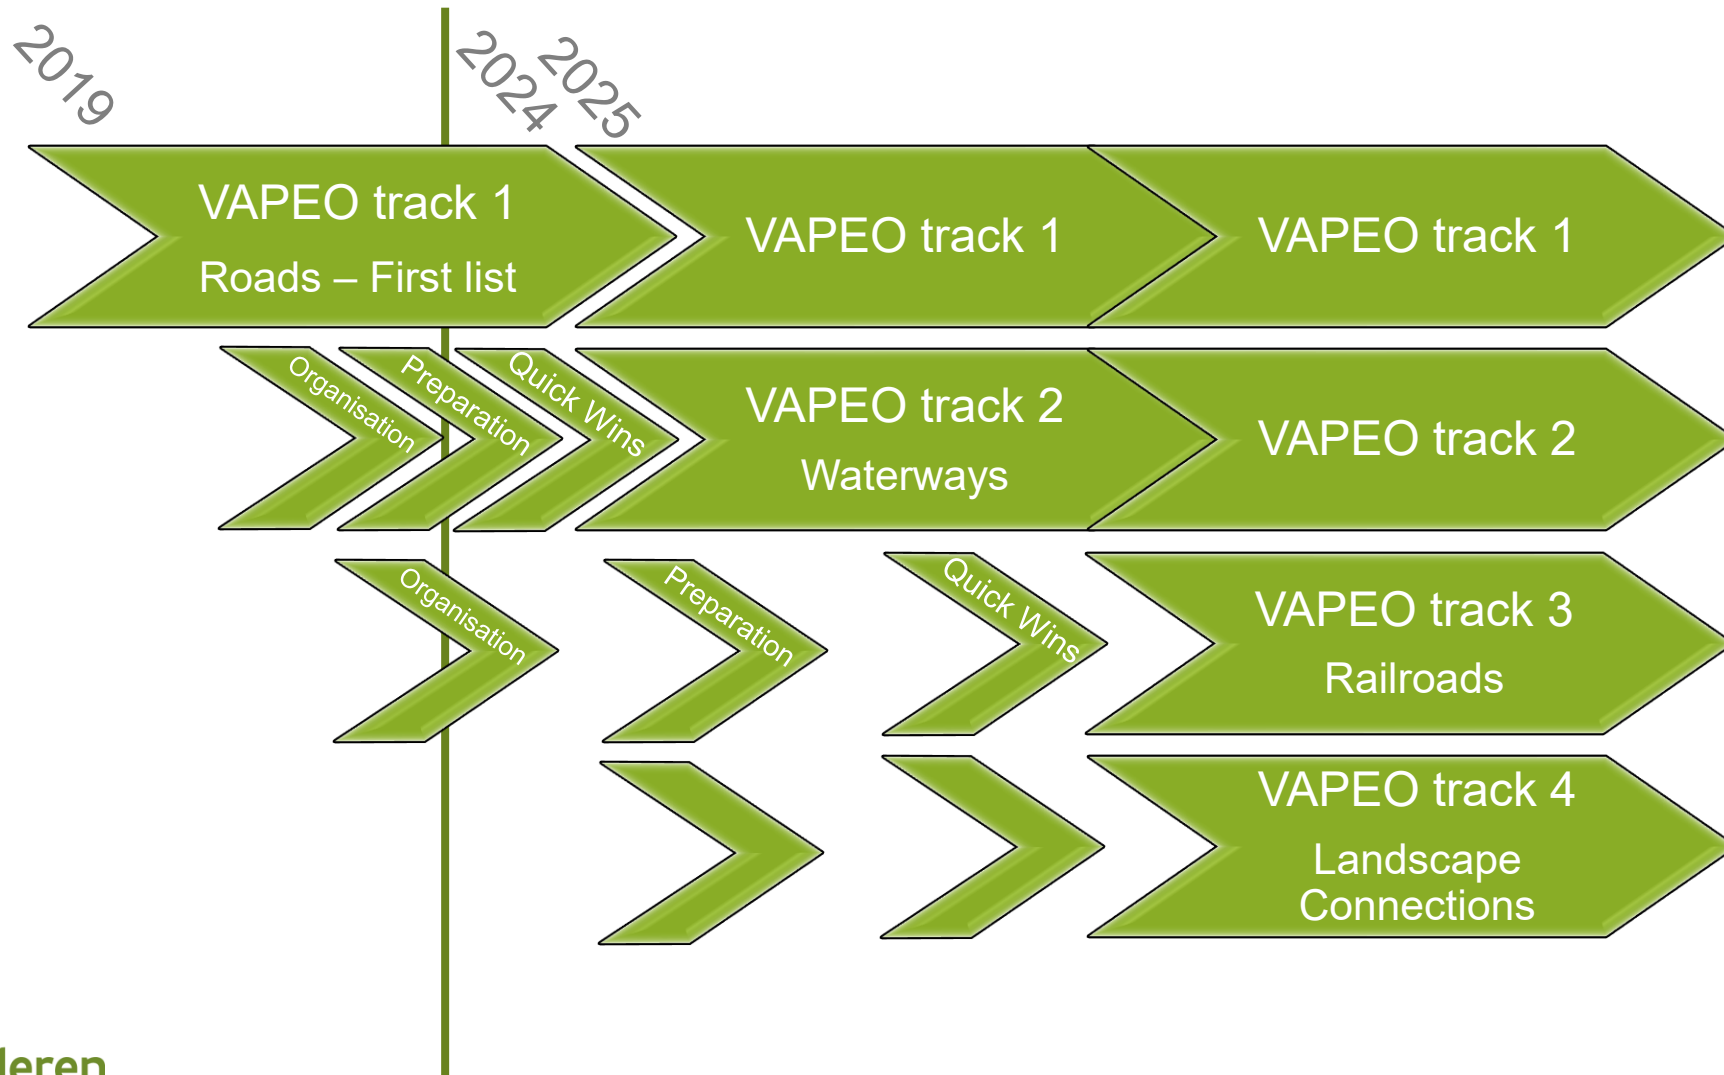 2019
2024
2025
VAPEO track 1
Roads – First list
VAPEO track 1
VAPEO track 1
Organisation
Preparation
Quick Wins
VAPEO track 2
Waterways
VAPEO track 2
Organisation
Preparation
Quick Wins
VAPEO track 3
Railroads
VAPEO track 4
Landscape
Connections